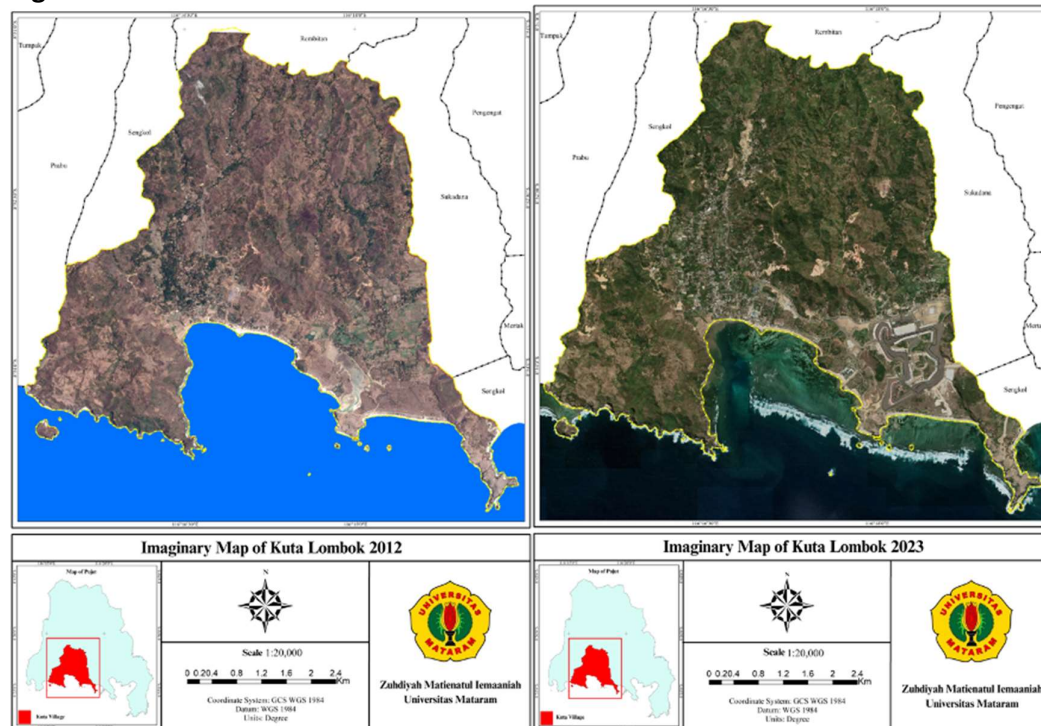 Tumpak
Rembitan
Sengkol
Pengengat
Prabu
Sukadana
Mertak
Sengkol
Imaginary Map of Kuta Lombok 2012
Map of Pujut
N
Scale 1:20,000
0 0.20.4 0.8 1.2 1.6 2 2.4
Km
Coordinate System: GCS WGS 1984
Datum: WGS 1984
Units: Degree
Kuta Village
UNIVERSITAS
MATARAM
Zuhdiyah Matienatul Iemaaniah
Universitas Mataram
Tumpak
Rembitan
Sengkol
Pengengat
Prabu
Sukadana
Sengkol
Imaginary Map of Kuta Lombok 2023
Map of Pujut
N
Scale 1:20,000
0 0.20.4 0.8 1.2 1.6 2 2.4
Km
Coordinate System: GCS WGS 1984
Datum: WGS 1984
Units: Degree
Kuta Village
UNIVERSITAS
MATARAM
Zuhdiyah Matienatul Iemaaniah
Universitas Mataram